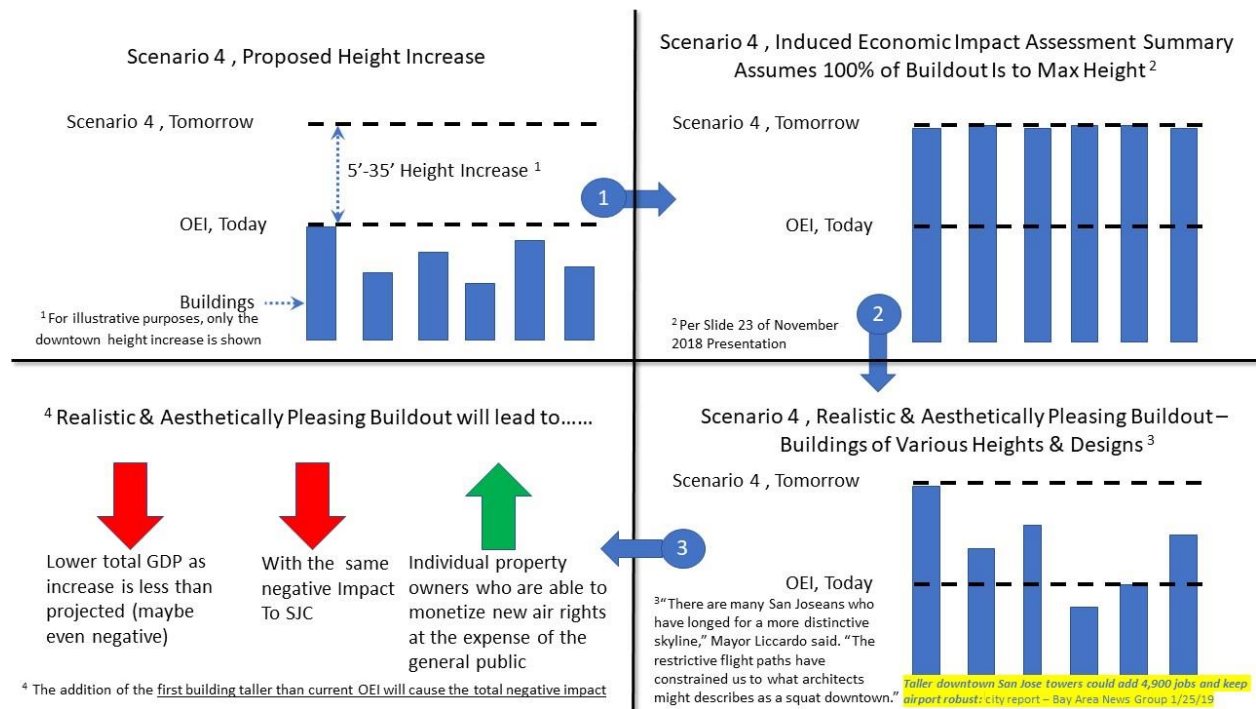 Scenario 4 , Proposed Height Increase
Scenario 4 , Tomorrow
5’-35’ Height Increase 1
OEI, Today
Buildings
1 For illustrative purposes, only the
downtown height increase is shown
1
Scenario 4 , Induced Economic Impact Assessment Summary
Assumes 100% of Buildout Is to Max Height 2
Scenario 4 , Tomorrow
OEI, Today
2 Per Slide 23 of November
2018 Presentation
2
Scenario 4 , Realistic & Aesthetically Pleasing Buildout –
Buildings of Various Heights & Designs 3
Scenario 4 , Tomorrow
OEI, Today
3“There are many San Joseans who
have longed for a more distinctive
skyline,” Mayor Liccardo said. “The
restrictive flight paths have
constrained us to what architects
might describes as a squat downtown.”
Taller downtown San Jose towers could add 4,900 jobs and keep
airport robust: city report – Bay Area News Group 1/25/19
3
4 Realistic & Aesthetically Pleasing Buildout will lead to……
Lower total GDP as
increase is less than
projected (maybe
even negative)
With the same
negative Impact
To SJC
Individual property
owners who are able to
monetize new air rights
at the expense of the
general public
4 The addition of the first building taller than current OEI will cause the total negative impact